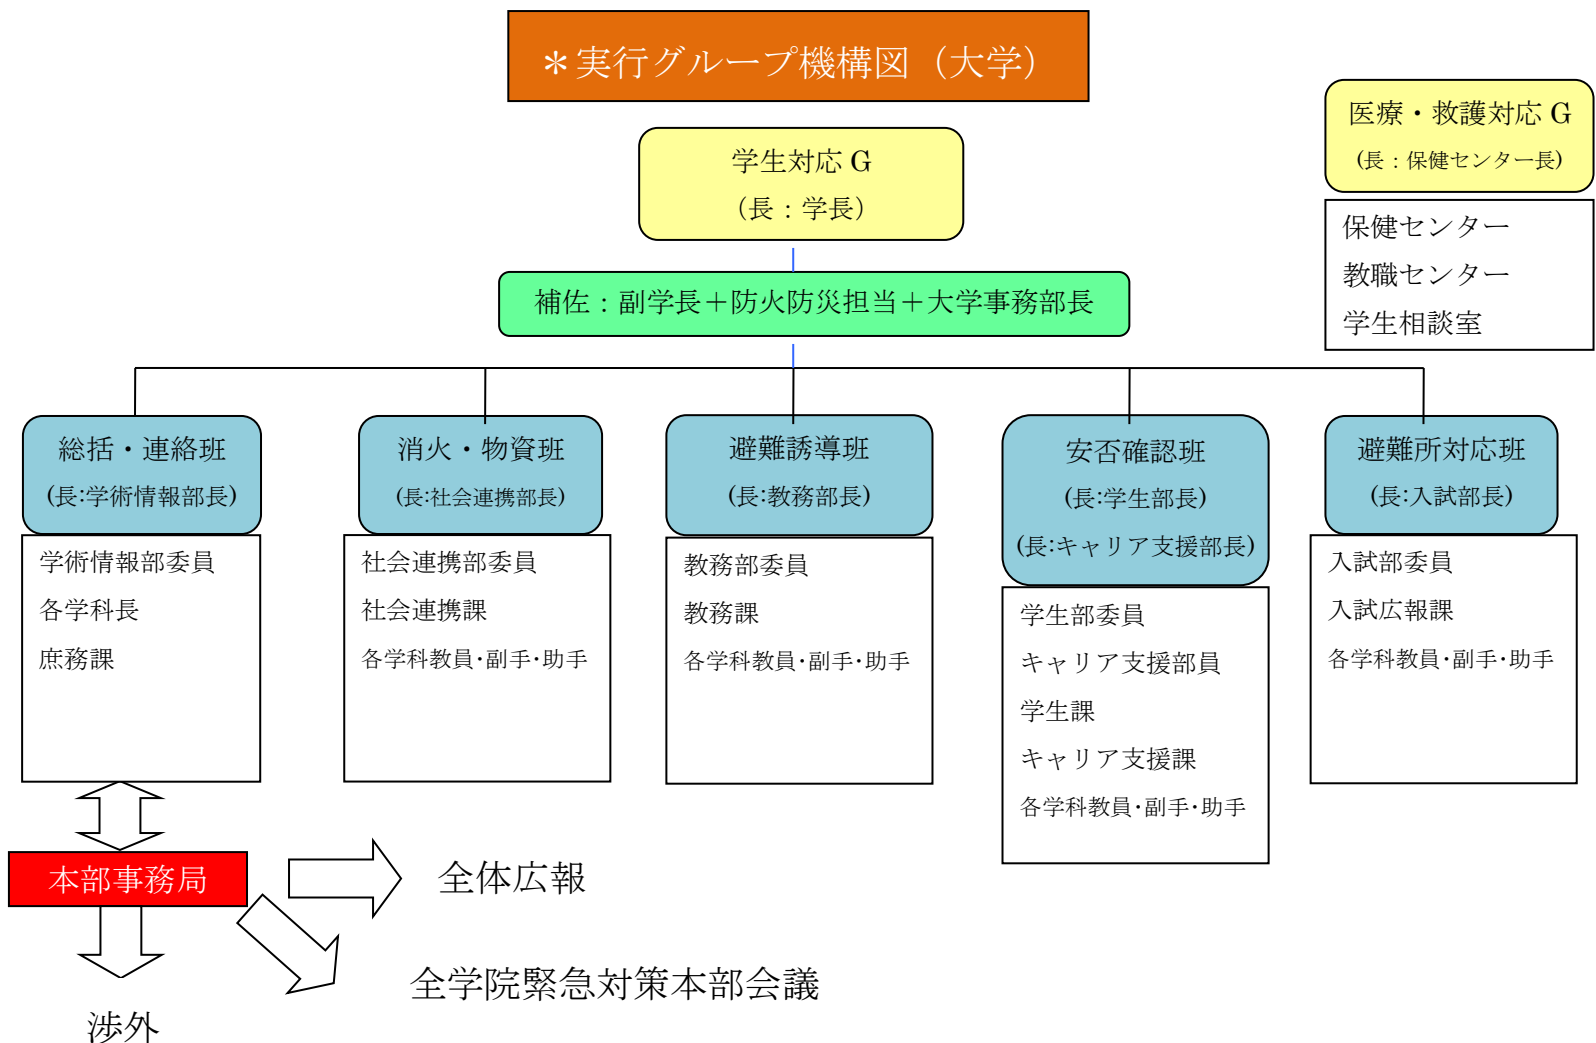 ＊実行グループ機構図（大学）
医療・救護対応 G
(長：保健センター長)
保健センター
教職センター
学生相談室
学生対応 G
（長：学長）
補佐：副学長＋防火防災担当＋大学事務部長
総括・連絡班
(長:学術情報部長)
学術情報部委員
各学科長
庶務課
消火・物資班
(長:社会連携部長)
社会連携部委員
社会連携課
各学科教員･副手･助手
避難誘導班
(長:教務部長)
教務部委員
教務課
各学科教員･副手･助手
安否確認班
(長:学生部長)
(長:キャリア支援部長)
学生部委員
キャリア支援部員
学生課
キャリア支援課
各学科教員･副手･助手
避難所対応班
(長:入試部長)
入試部委員
入試広報課
各学科教員･副手･助手
本部事務局
全体広報
全学院緊急対策本部会議
渉外